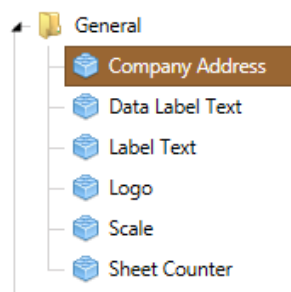 General
Company Address
Data Label Text
Label Text
Logo
Scale
Sheet Counter